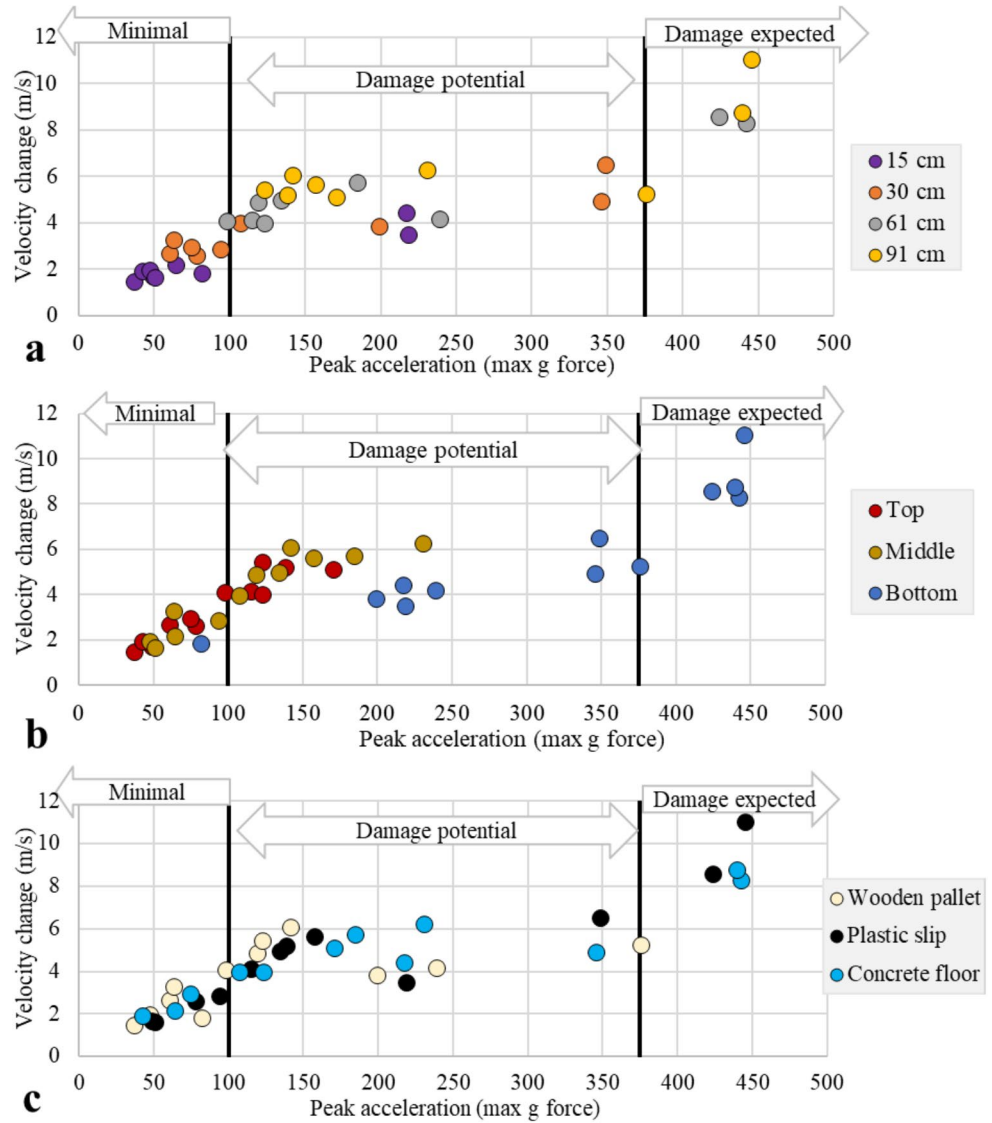 Minimal
Damage expected
Damage potential
12
10
8
6
4
2
0
Velocity change (m/s)
0 50 100 150 200 250 300 350 400 450 500
Peak acceleration (max g force)
15 cm
30 cm
61 cm
91 cm
a
Minimal
Damage expected
Damage potential
12
10
8
6
4
2
0
Velocity change (m/s)
0 50 100 150 200 250 300 350 400 450 500
Peak acceleration (max g force)
Top
Middle
Bottom
b
Minimal
Damage expected
Damage potential
12
10
8
6
4
2
0
Velocity change (m/s)
0 50 100 150 200 250 300 350 400 450 500
Peak acceleration (max g force)
Wooden pallet
Plastic slip
Concrete floor
c